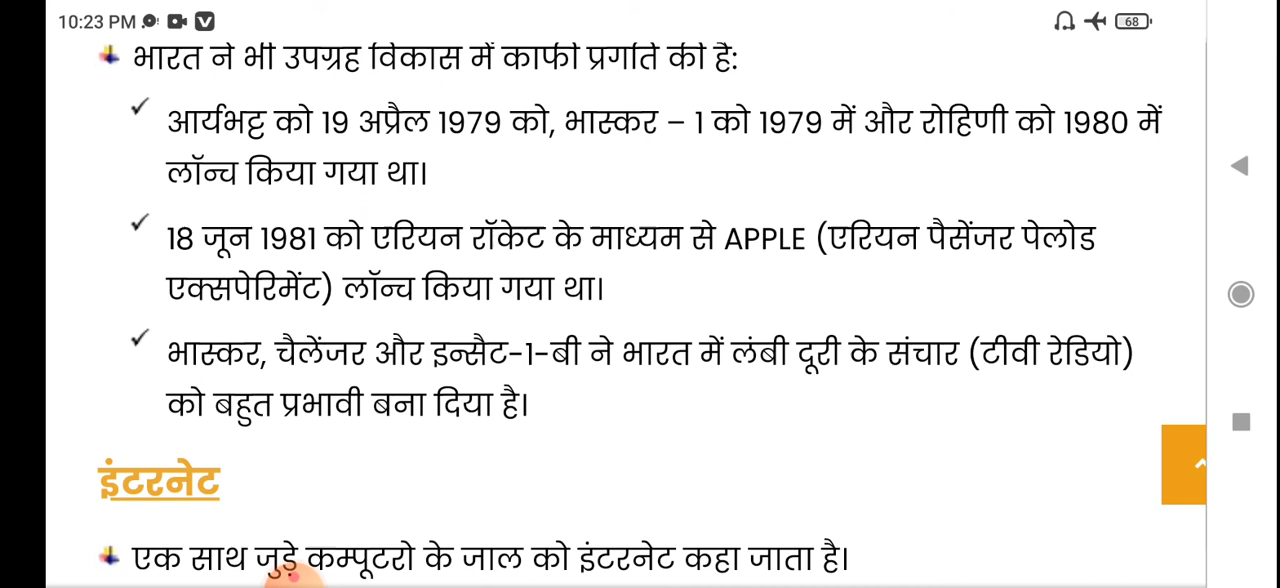 10:23 PM
68
भारत ने भी उपग्रह विकास में काफी प्रगति की है:
आर्यभट्ट को 19 अप्रैल 1979 को, भास्कर – 1 को 1979 में और रोहिणी को 1980 में
लॉन्च किया गया था।
18 जून 1981 को एरियन रॉकेट के माध्यम से APPLE (एरियन पैसेंजर पेलोड
एक्सपेरिमेंट) लॉन्च किया गया था।
भास्कर, चैलेंजर और इन्सैट-1-बी ने भारत में लंबी दूरी के संचार (टीवी रेडियो)
को बहुत प्रभावी बना दिया है।
इंटरनेट
एक साथ जुड़े कम्पूटरो के जाल को इंटरनेट कहा जाता है।